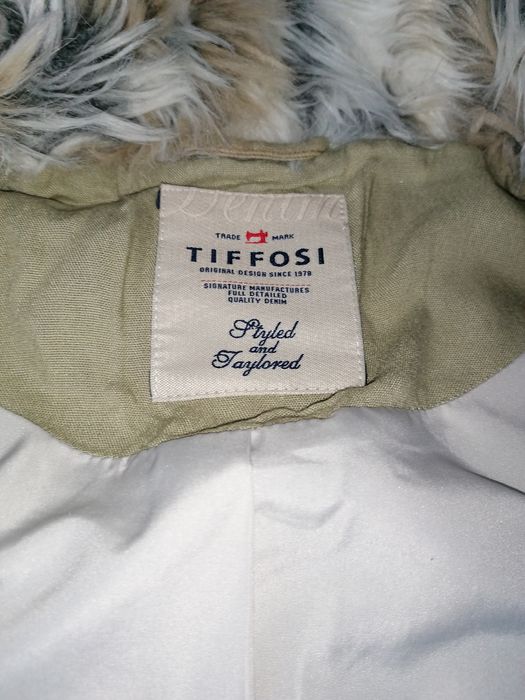 Denim
TRADE MARK
TIFFOSI
ORIGINAL DESIGN SINCE 1978
SIGNATURE MANUFACTURES
FULL DETAILED
QUALITY DENIM
Styled
and
Taylored